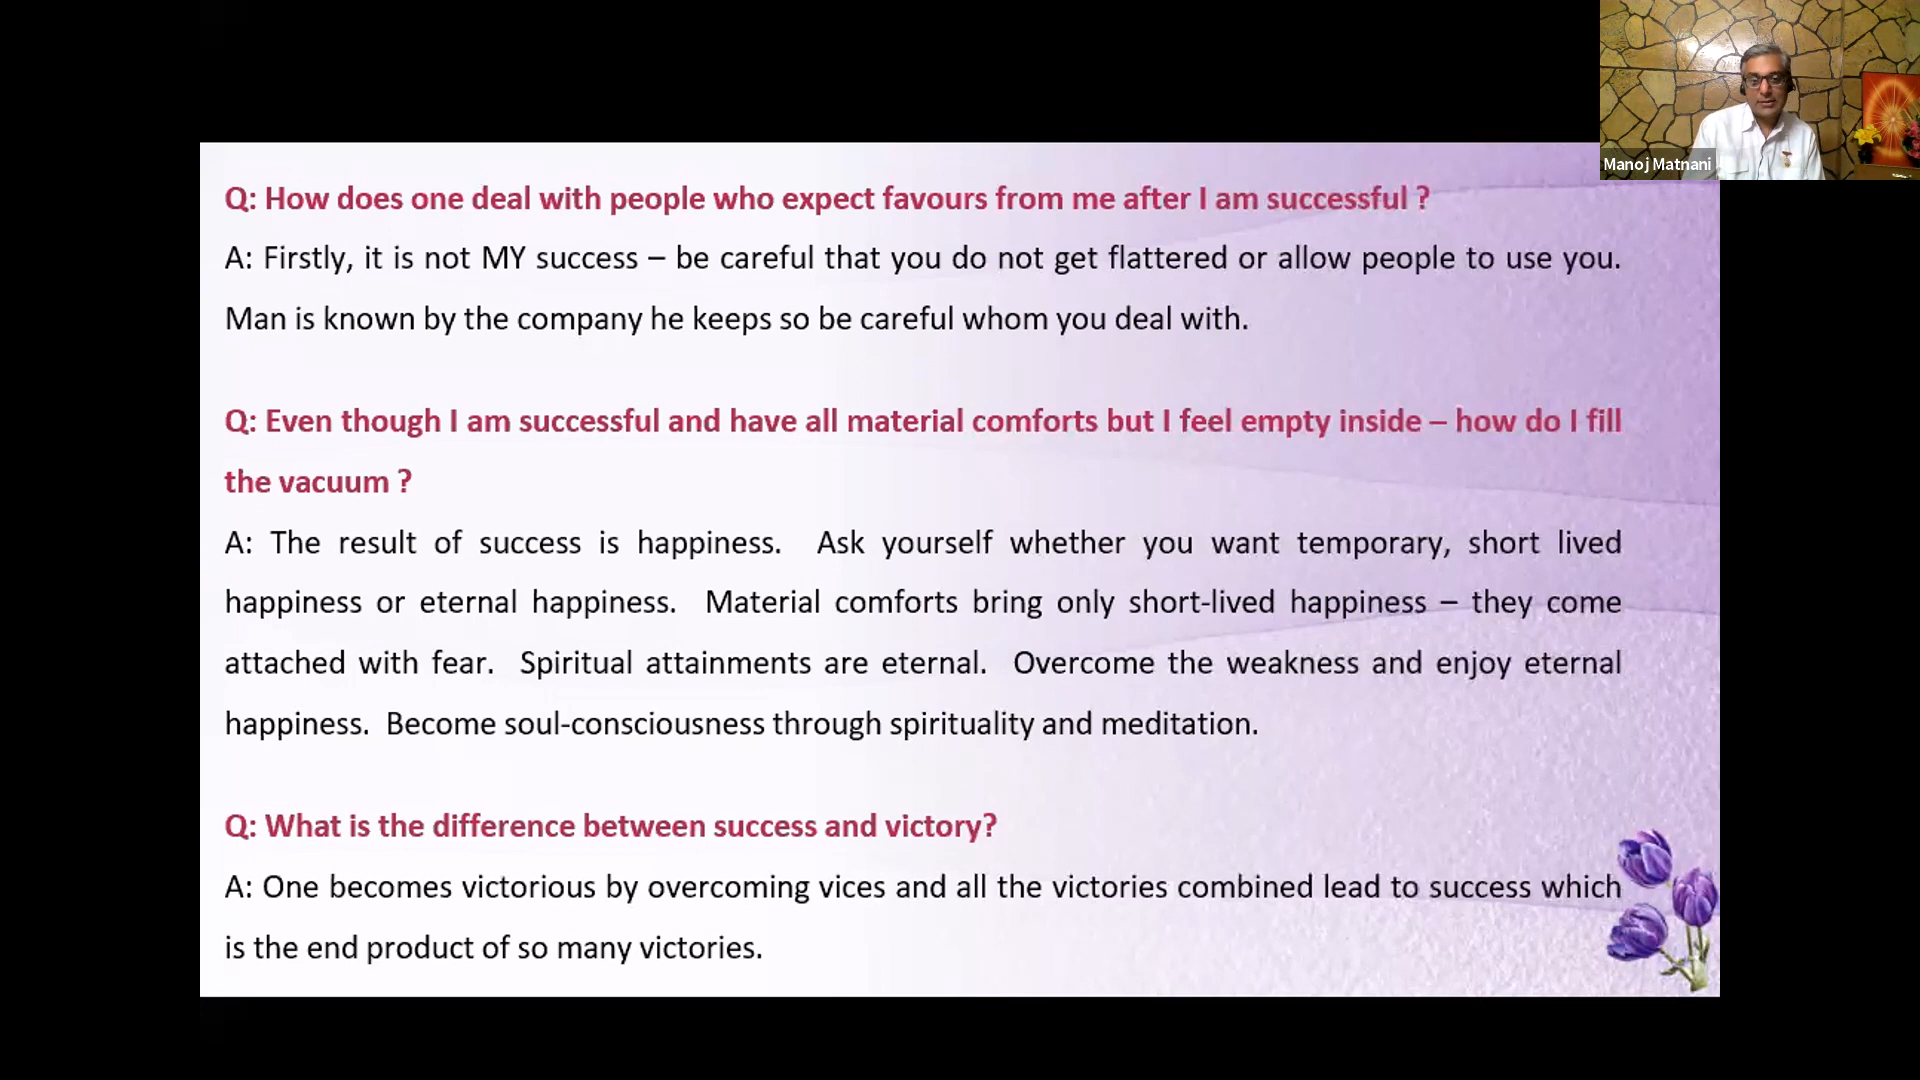 Manoj Matnani
Q: How does one deal with people who expect favours from me after I am successful ?
A: Firstly, it is not MY success – be careful that you do not get flattered or allow people to use you.
Man is known by the company he keeps so be careful whom you deal with.
Q: Even though I am successful and have all material comforts but I feel empty inside – how do I fill
the vacuum ?
A: The result of success is happiness. Ask yourself whether you want temporary, short lived
happiness or eternal happiness. Material comforts bring only short-lived happiness – they come
attached with fear. Spiritual attainments are eternal. Overcome the weakness and enjoy eternal
happiness. Become soul-consciousness through spirituality and meditation.
Q: What is the difference between success and victory?
A: One becomes victorious by overcoming vices and all the victories combined lead to success which
is the end product of so many victories.